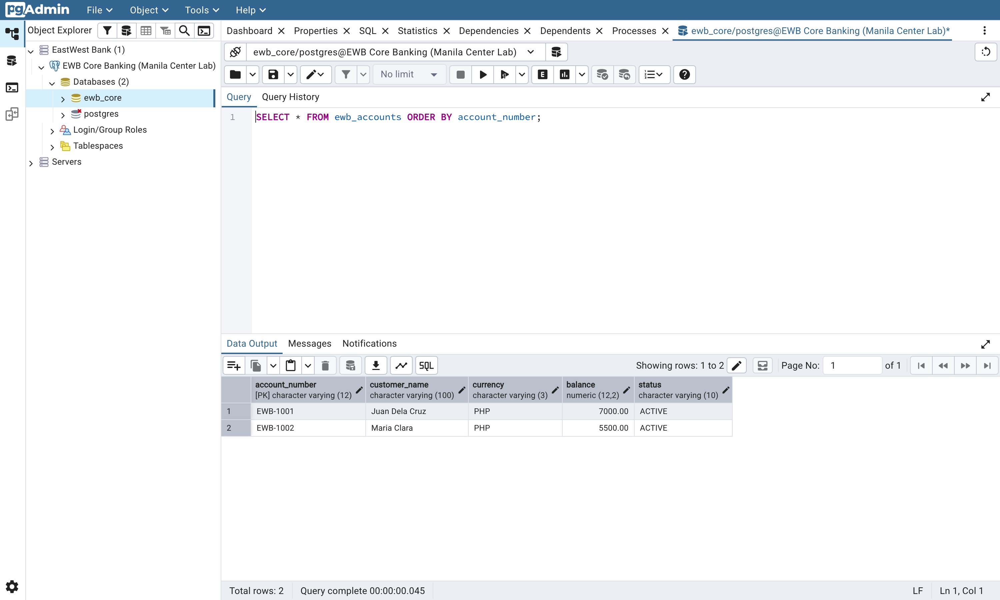 pgAdmin File Object Tools Help
Object Explorer
EastWest Bank (1)
EWB Core Banking (Manila Center Lab)
Databases (2)
ewb_core
postgres
Login/Group Roles
Tablespaces
Servers
Dashboard Properties SQL Statistics Dependencies Dependents Processes ewb_core/postgres@EWB Core Banking (Manila Center Lab)*
ewb_core/postgres@EWB Core Banking (Manila Center Lab)
No limit E
Query Query History
1 SELECT * FROM ewb_accounts ORDER BY account_number;
Data Output Messages Notifications
SQL Showing rows: 1 to 2 Page No: 1 of 1
account_number customer_name currency balance status
[PK] character varying (12) character varying (100) character varying (3) numeric (12,2) character varying (10)
1 EWB-1001 Juan Dela Cruz PHP 7000.00 ACTIVE
2 EWB-1002 Maria Clara PHP 5500.00 ACTIVE
Total rows: 2 Query complete 00:00:00.045 LF Ln 1, Col 1